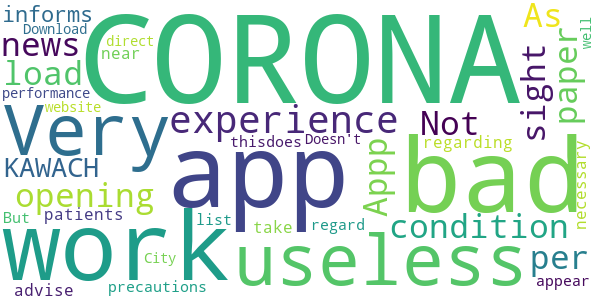 informs
Download
direct
CORONA
As
well
news
near
load
performance
website
sight
paper
Very
experience
Not
thisdoes
Doesn't
regarding
KAWACH
app
bad
necessary
opening
Appp
But
patients
work
list
take
regard
condition
useless
per
City
advise
precautions
appear